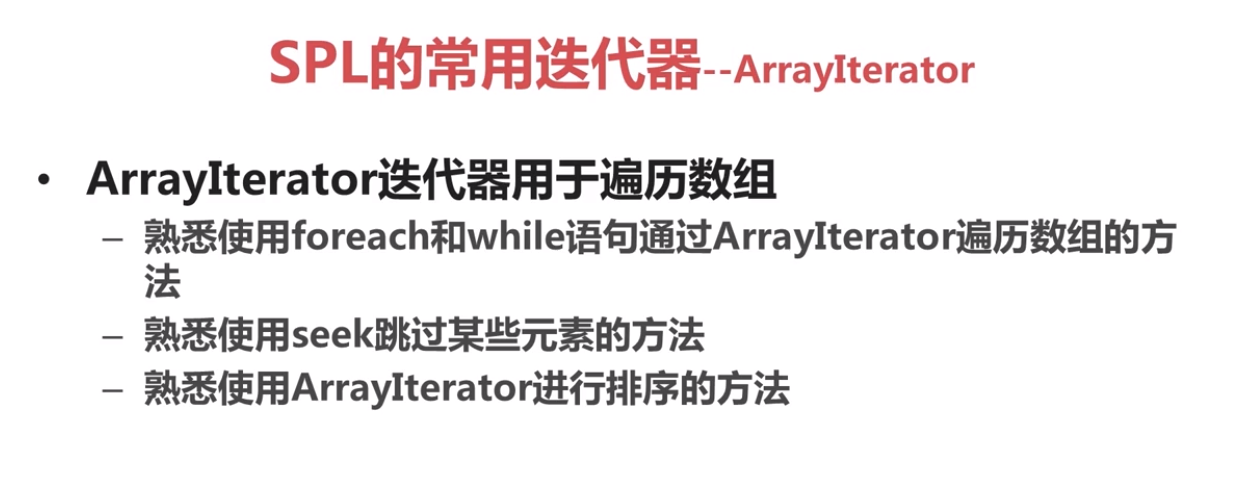 SPL的常用迭代器--ArrayIterator
• ArrayIterator迭代器用于遍历数组
– 熟悉使用foreach和while语句通过ArrayIterator遍历数组的方
法
– 熟悉使用seek跳过某些元素的方法
– 熟悉使用ArrayIterator进行排序的方法